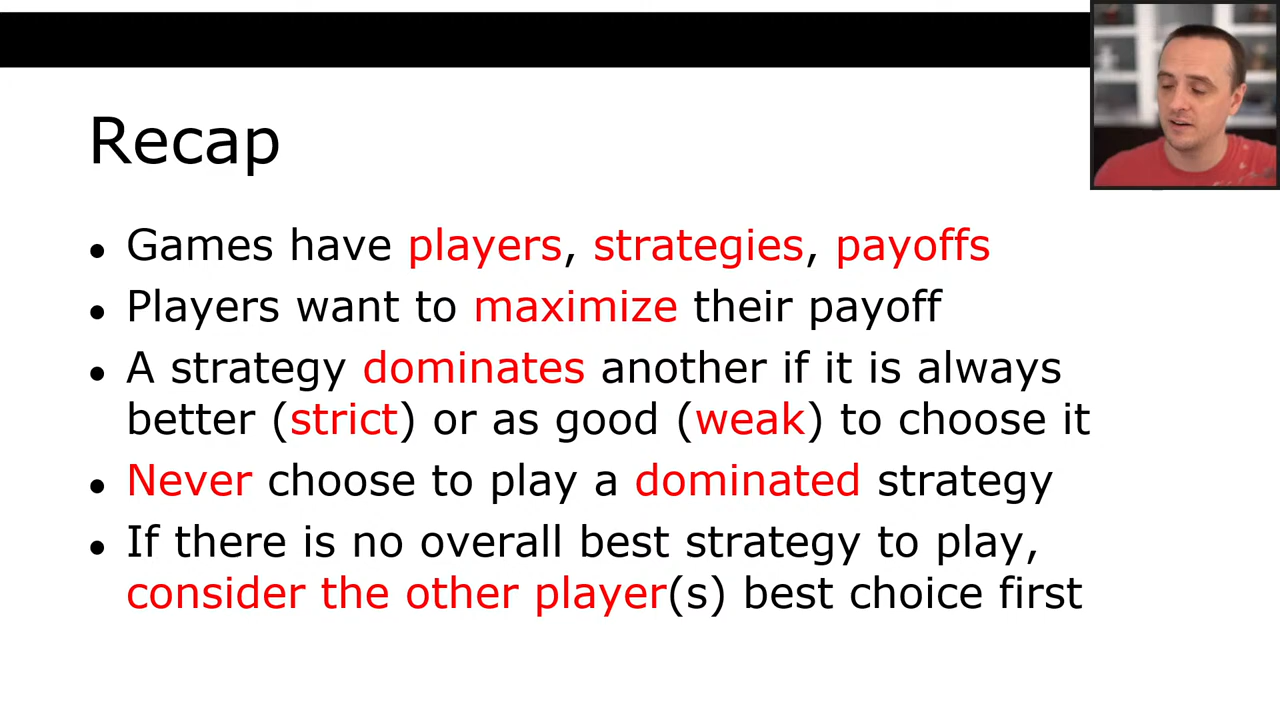 Recap
• Games have players, strategies, payoffs
• Players want to maximize their payoff
• A strategy dominates another if it is always
better (strict) or as good (weak) to choose it
• Never choose to play a dominated strategy
• If there is no overall best strategy to play,
consider the other player(s) best choice first